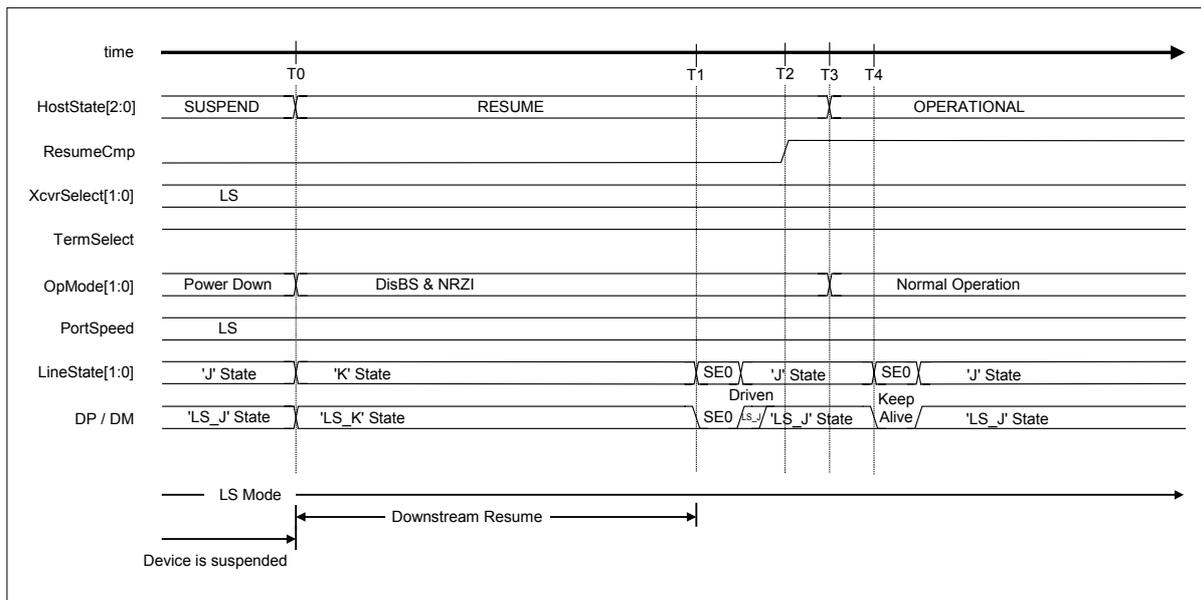 time
T0 T1 T2 T3 T4
HostState[2:0] SUSPEND RESUME OPERATIONAL
ResumeCmp
XcvrSelect[1:0] LS
TermSelect
OpMode[1:0] Power Down DisBS & NRZI Normal Operation
PortSpeed LS
LineState[1:0] 'J' State 'K' State SE0 'J' State SE0 'J' State
Driven Keep
DP / DM 'LS_J' State 'LS_K' State SE0 LS_J 'LS_J' State Alive 'LS_J' State
LS Mode
Downstream Resume
Device is suspended